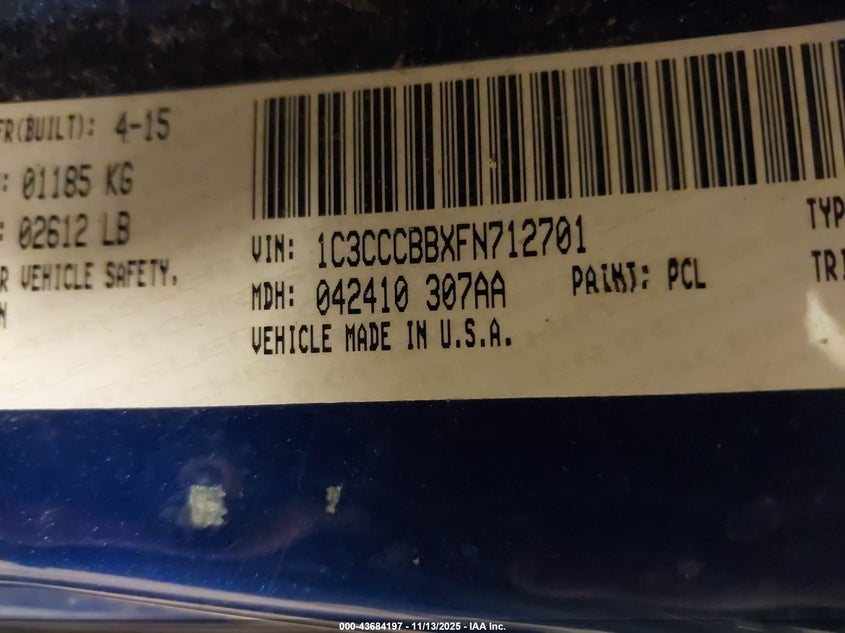 FR(BUILT): 4-15
: 01185 KG
: 02612 LB
R VEHICLE SAFETY,
N
VIN: 1C3CCCBBXFN712701
MDH: 042410 307AA
PAINT: PCL
VEHICLE MADE IN U.S.A.
TYP
TRI
000-43684197 - 11/13/2025 - IAA Inc.